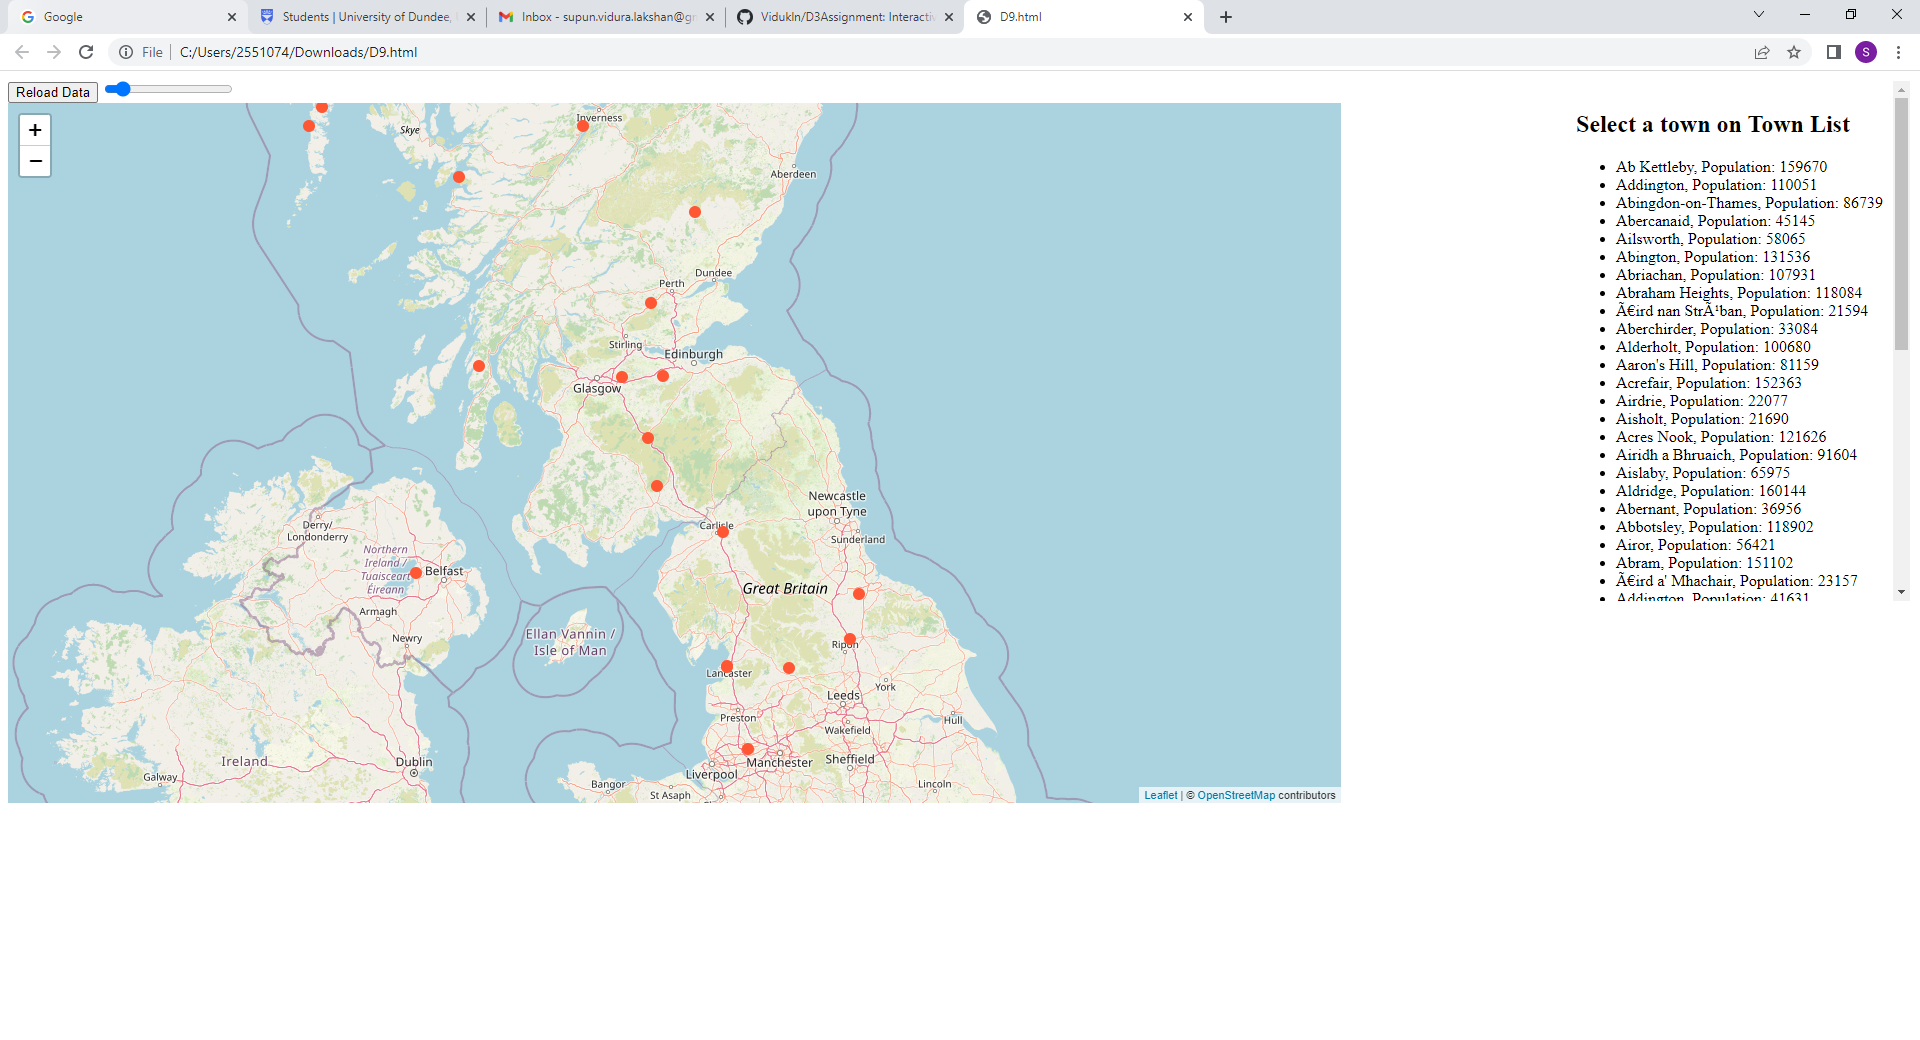 Google
Students | University of Dundee,
Inbox - supun.vidura.lakshan@g
VidukIn/D3Assignment: Interacti
D9.html
File
C:/Users/2551074/Downloads/D9.html
S
Reload Data
+
−
Inverness
Skye
Aberdeen
Dundee
Perth
Stirling
Edinburgh
Glasgow
Newcastle
upon Tyne
Carlisle
Sunderland
Derry/
Londonderry
Northern
Ireland /
Tuaisceart
Éireann
Belfast
Great Britain
Armagh
Newry
Ellan Vannin /
Isle of Man
Ripon
Lancaster
York
Leeds
Preston
Hull
Wakefield
Ireland
Dublin
Manchester
Sheffield
Liverpool
Galway
Bangor
St Asaph
Lincoln
Leaflet | © OpenStreetMap contributors
Select a town on Town List
Ab Kettleby, Population: 159670
Addington, Population: 110051
Abingdon-on-Thames, Population: 86739
Abercanaid, Population: 45145
Ailsworth, Population: 58065
Abington, Population: 131536
Abriachan, Population: 107931
Abraham Heights, Population: 118084
Ã€ird nan StrÃ¹ban, Population: 21594
Aberchirder, Population: 33084
Alderholt, Population: 100680
Aaron's Hill, Population: 81159
Acrefair, Population: 152363
Airdrie, Population: 22077
Aisholt, Population: 21690
Acres Nook, Population: 121626
Airidh a Bhruaich, Population: 91604
Aislaby, Population: 65975
Aldridge, Population: 160144
Abernant, Population: 36956
Abbotsley, Population: 118902
Airor, Population: 56421
Abram, Population: 151102
Ã€ird a' Mhachair, Population: 23157
Addington, Population: 41631